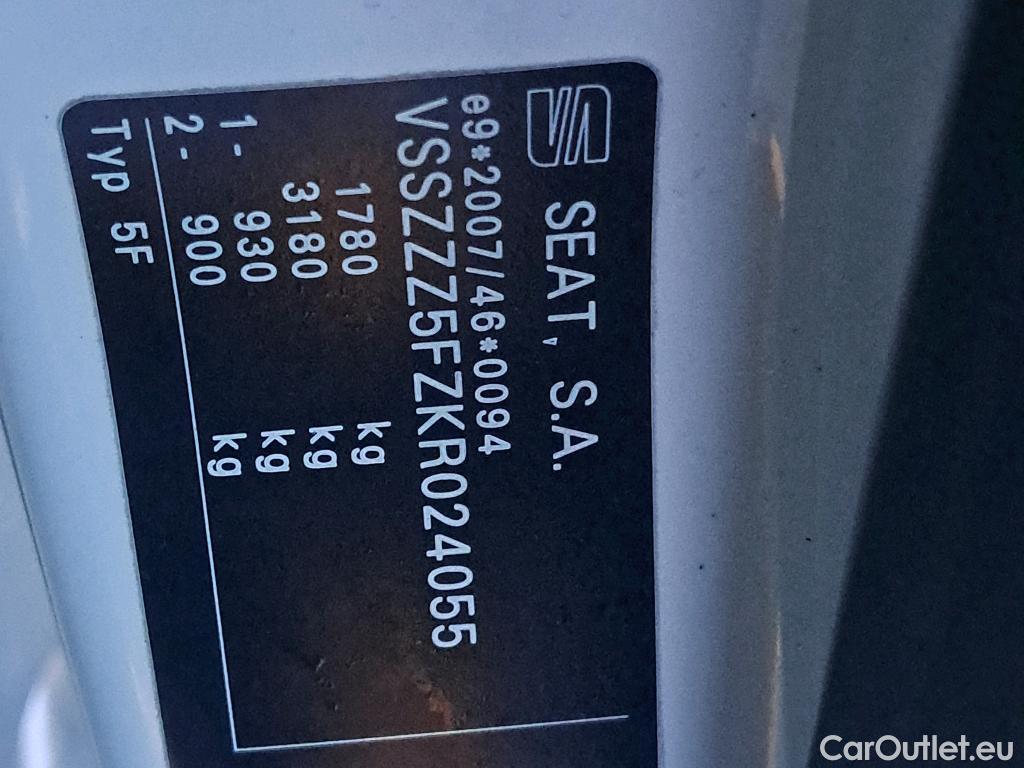 SEAT, S.A.
e9*2007/46*0094
VSSZZZ5FZKR024055
1780 kg
3180 kg
1- 930 kg
2- 900 kg
Typ 5F
CarOutlet.eu